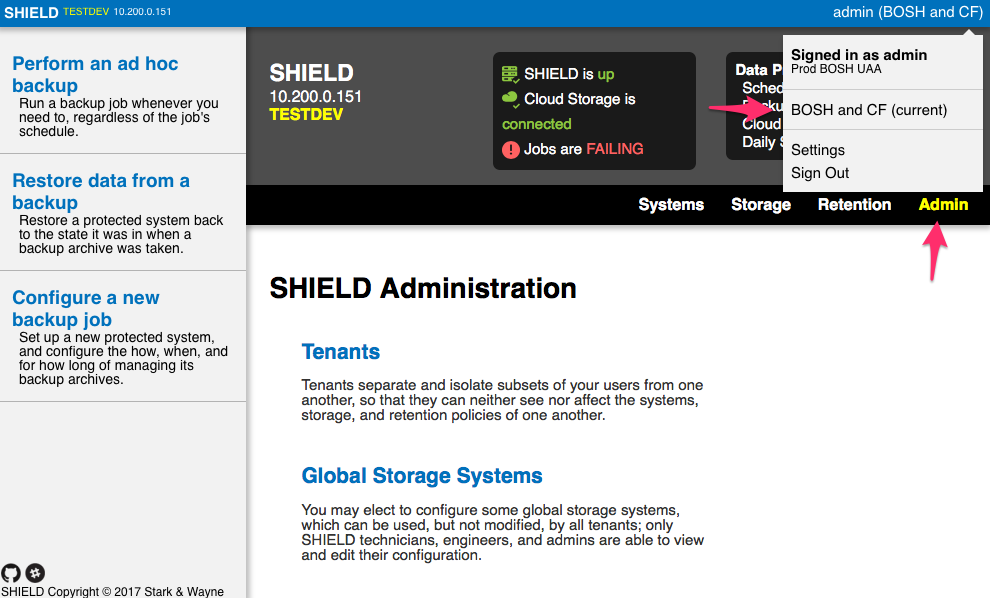 SHIELD TESTDEV 10.200.0.151
admin (BOSH and CF)
Perform an ad hoc
backup
Run a backup job whenever you
need to, regardless of the job's
schedule.
Restore data from a
backup
Restore a protected system back
to the state it was in when a
backup archive was taken.
Configure a new
backup job
Set up a new protected system,
and configure the how, when, and
for how long of managing its
backup archives.
SHIELD Copyright © 2017 Stark & Wayne
SHIELD
10.200.0.151
TESTDEV
SHIELD is up
Cloud Storage is
connected
Jobs are FAILING
Data P
Sched
Cloud
Daily S
Signed in as admin
Prod BOSH UAA
BOSH and CF (current)
Settings
Sign Out
Systems Storage Retention Admin
SHIELD Administration
Tenants
Tenants separate and isolate subsets of your users from one
another, so that they can neither see nor affect the systems,
storage, and retention policies of one another.
Global Storage Systems
You may elect to configure some global storage systems,
which can be used, but not modified, by all tenants; only
SHIELD technicians, engineers, and admins are able to view
and edit their configuration.